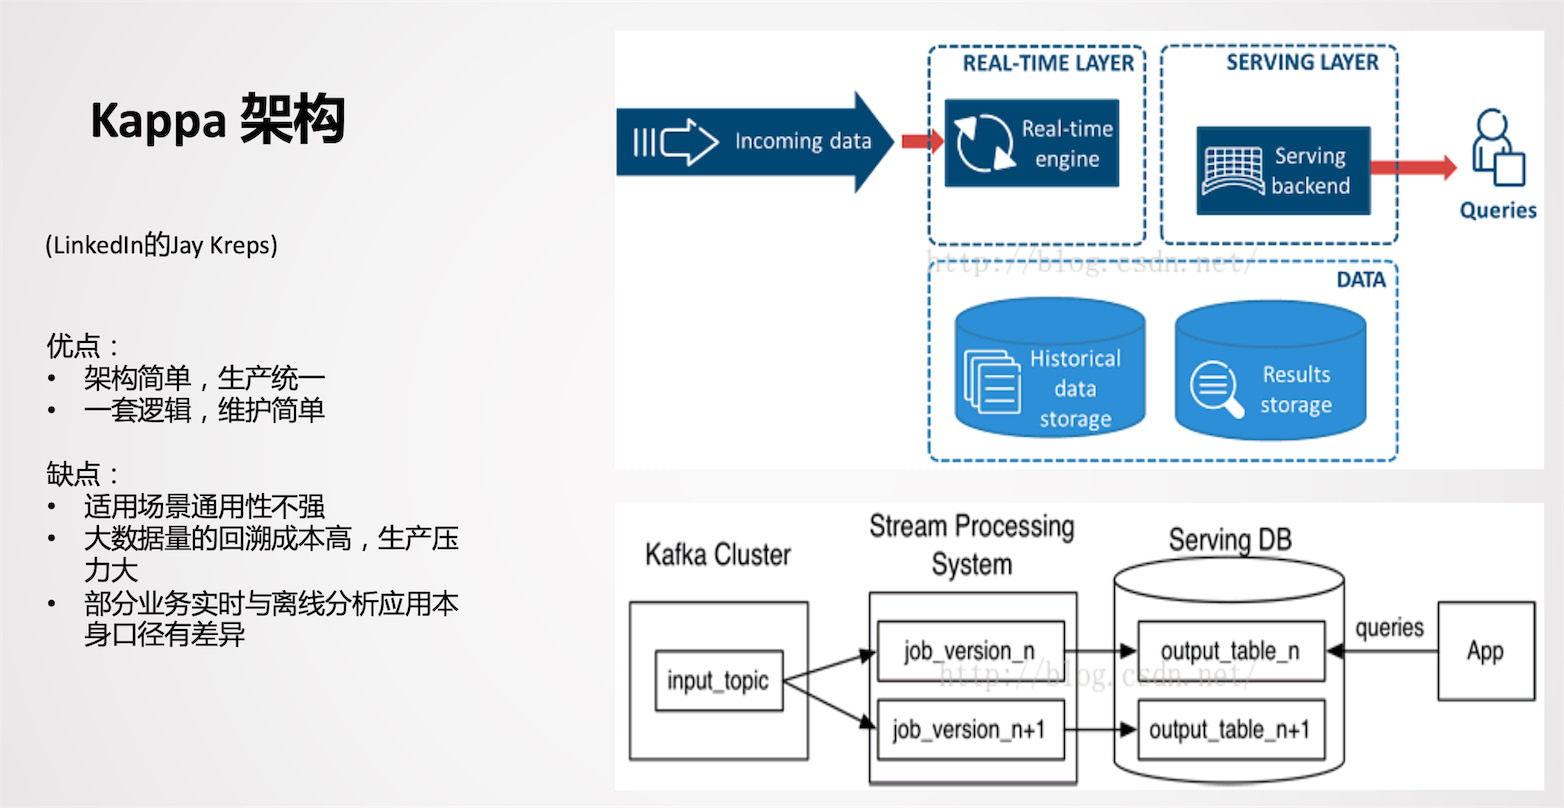 Kappa 架构
(LinkedIn的Jay Kreps)
优点：
• 架构简单，生产统一
• 一套逻辑，维护简单
缺点：
• 适用场景通用性不强
• 大数据量的回溯成本高，生产压
力大
• 部分业务实时与离线分析应用本
身口径有差异
REAL-TIME LAYER
SERVING LAYER
Incoming data
Real-time
engine
Serving
backend
Queries
http://blog.csdn.net/
DATA
Historical
data
storage
Results
storage
Kafka Cluster
Stream Processing
System
Serving DB
input_topic
job_version_n
job_version_n+1
output_table_n
output_table_n+1
queries
App
http://blog.csdn.net/